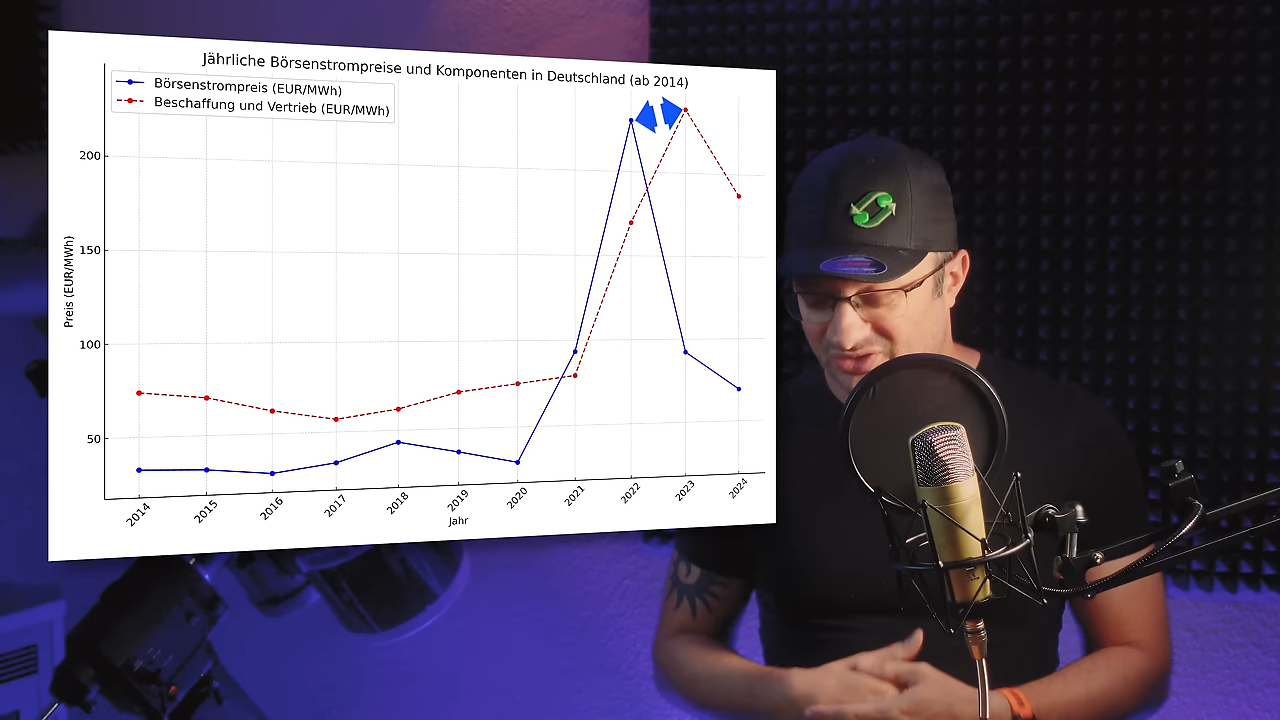 Jährliche Börsenstrompreise und Komponenten in Deutschland (ab 2014)
Börsenstrompreis (EUR/MWh)
Beschaffung und Vertrieb (EUR/MWh)
Preis (EUR/MWh)
200
150
100
50
2014 2015 2016 2017 2018 2019 2020 2021 2022 2023 2024
Jahr